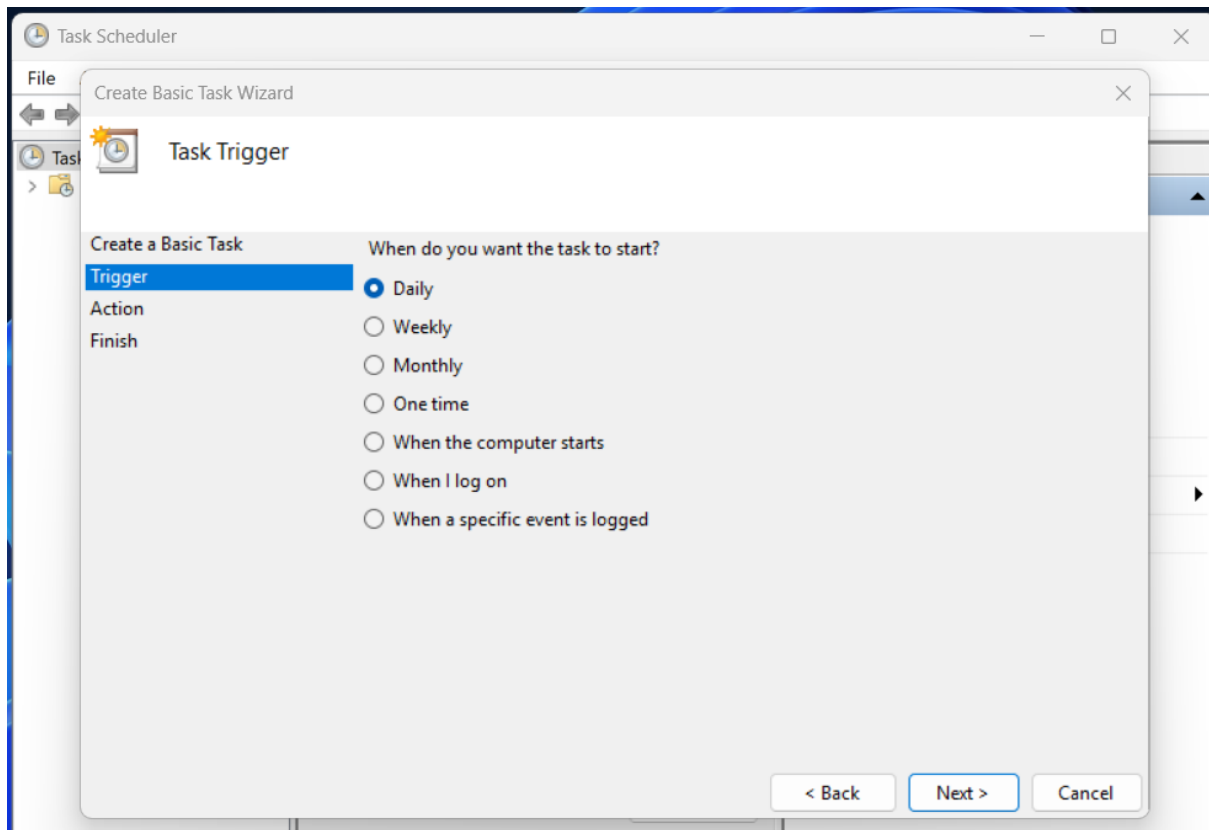 Task Scheduler
File
Create Basic Task Wizard
Task Trigger
Create a Basic Task
Trigger
Action
Finish
When do you want the task to start?
Daily
Weekly
Monthly
One time
When the computer starts
When I log on
When a specific event is logged
< Back
Next >
Cancel